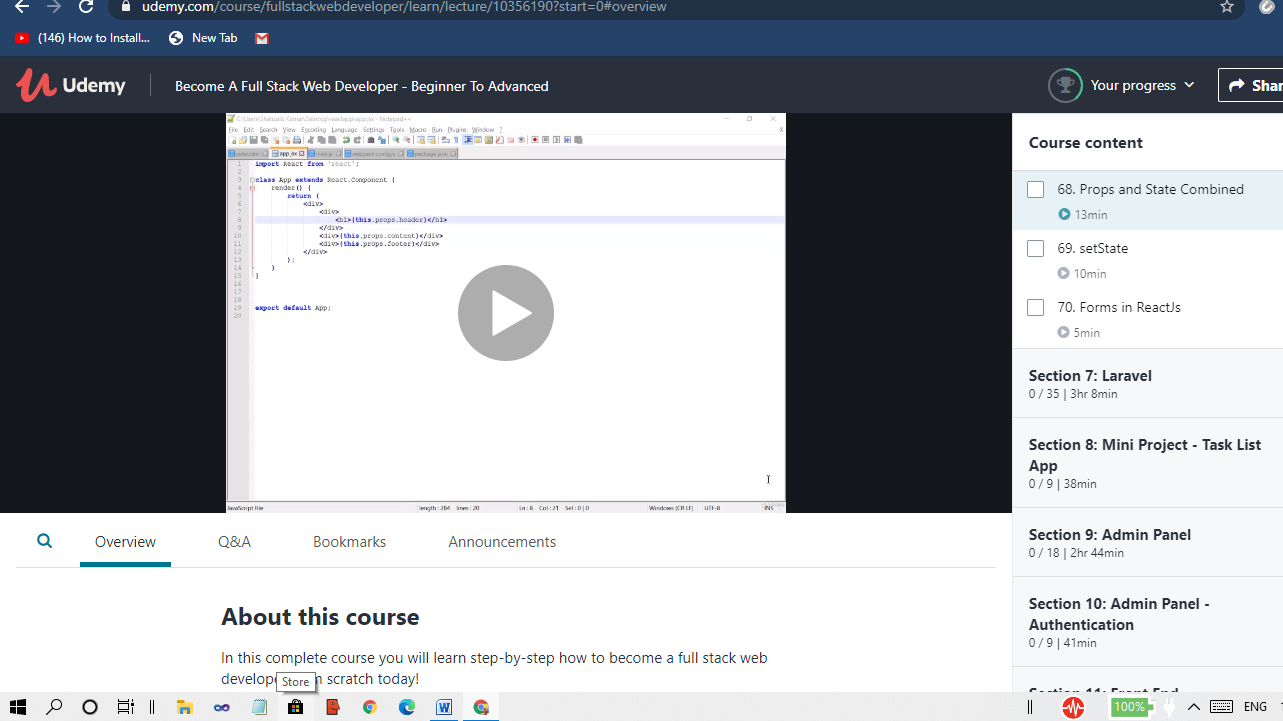 udemy.com/course/fullstackwebdeveloper/learn/lecture/10356190?start=0#overview
(146) How to Install... New Tab
Udemy Become A Full Stack Web Developer - Beginner To Advanced Your progress Shar
C:\Users\Shahzaib Kamal\Desktop\reactapp\app.jsx - Notepad++
File Edit Search View Encoding Language Settings Tools Macro Run Plugins Window ? X
index.html app.jsx main.js webpack.config.js package.json
1 import React from 'react';
2
3 class App extends React.Component {
4 render() {
5 return (
6 <div>
7 <div>
8 <h1>{this.props.header}</h1>
9 </div>
10 <div>{this.props.content}</div>
11 <div>{this.props.footer}</div>
12 </div>
13 );
14 }
15 }
16
17
18
19 export default App;
20
JavaScript file length : 284 lines : 20 Ln : 8 Col : 21 Sel : 0 | 0 Windows (CR LF) UTF-8 INS
Course content
68. Props and State Combined
13min
69. setState
10min
70. Forms in ReactJs
5min
Section 7: Laravel
0 / 35 | 3hr 8min
Section 8: Mini Project - Task List
App
0 / 9 | 38min
Section 9: Admin Panel
0 / 18 | 2hr 44min
Section 10: Admin Panel -
Authentication
0 / 9 | 41min
Section 11: Front End
Overview Q&A Bookmarks Announcements
About this course
In this complete course you will learn step-by-step how to become a full stack web
develope scratch today!
Store
100% ENG